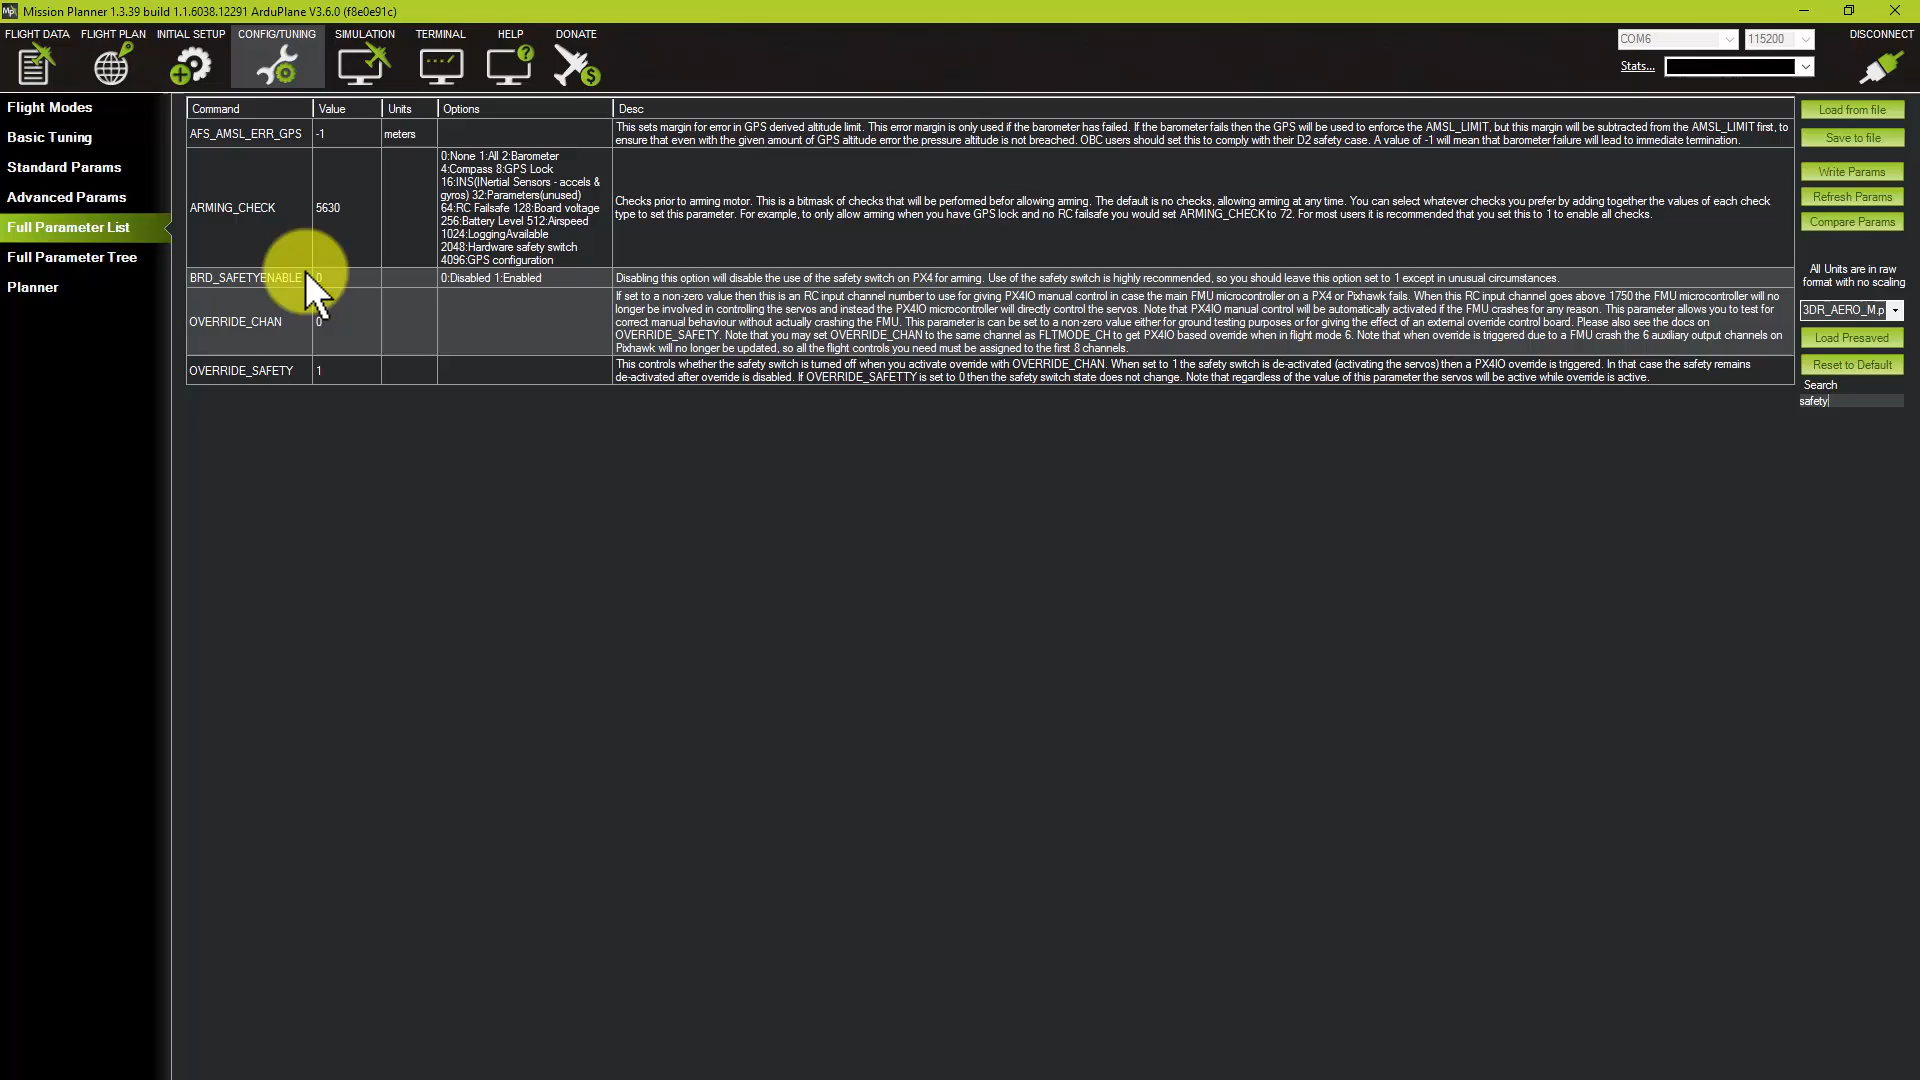 Mission Planner 1.3.39 build 1.1.6038.12291 ArduPlane V3.6.0 (f8e0e91c)
FLIGHT DATA FLIGHT PLAN INITIAL SETUP CONFIG/TUNING SIMULATION TERMINAL HELP DONATE
COM6 115200 DISCONNECT
Stats...
Flight Modes
Basic Tuning
Standard Params
Advanced Params
Full Parameter List
Full Parameter Tree
Planner
Command Value Units Options Desc
AFS_AMSL_ERR_GPS -1 meters
This sets margin for error in GPS derived altitude limit. This error margin is only used if the barometer has failed. If the barometer fails then the GPS will be used to enforce the AMSL_LIMIT, but this margin will be subtracted from the AMSL_LIMIT first, to
ensure that even with the given amount of GPS altitude error the pressure altitude is not breached. OBC users should set this to comply with their D2 safety case. A value of -1 will mean that barometer failure will lead to immediate termination.
ARMING_CHECK 5630
0:None 1:All 2:Barometer
4:Compass 8:GPS Lock
16:INS(INertial Sensors - accels &
gyros) 32:Parameters(unused)
64:RC Failsafe 128:Board voltage
256:Battery Level 512:Airspeed
1024:LoggingAvailable
2048:Hardware safety switch
4096:GPS configuration
Checks prior to arming motor. This is a bitmask of checks that will be performed befor allowing arming. The default is no checks, allowing arming at any time. You can select whatever checks you prefer by adding together the values of each check
type to set this parameter. For example, to only allow arming when you have GPS lock and no RC failsafe you would set ARMING_CHECK to 72. For most users it is recommended that you set this to 1 to enable all checks.
BRD_SAFETYENABLE 0 0:Disabled 1:Enabled
Disabling this option will disable the use of the safety switch on PX4 for arming. Use of the safety switch is highly recommended, so you should leave this option set to 1 except in unusual circumstances.
OVERRIDE_CHAN 0
If set to a non-zero value then this is an RC input channel number to use for giving PX4IO manual control in case the main FMU microcontroller on a PX4 or Pixhawk fails. When this RC input channel goes above 1750 the FMU microcontroller will no
longer be involved in controlling the servos and instead the PX4IO microcontroller will directly control the servos. Note that PX4IO manual control will be automatically activated if the FMU crashes for any reason. This parameter allows you to test for
correct manual behaviour without actually crashing the FMU. This parameter is can be set to a non-zero value either for ground testing purposes or for giving the effect of an external override control board. Please also see the docs on
OVERRIDE_SAFETY. Note that you may set OVERRIDE_CHAN to the same channel as FLTMODE_CH to get PX4IO based override when in flight mode 6. Note that when override is triggered due to a FMU crash the 6 auxiliary output channels on
Pixhawk will no longer be updated, so all the flight controls you need must be assigned to the first 8 channels.
OVERRIDE_SAFETY 1
This controls whether the safety switch is turned off when you activate override with OVERRIDE_CHAN. When set to 1 the safety switch is de-activated (activating the servos) then a PX4IO override is triggered. In that case the safety remains
de-activated after override is disabled. If OVERRIDE_SAFETTY is set to 0 then the safety switch state does not change. Note that regardless of the value of this parameter the servos will be active while override is active.
Load from file
Save to file
Write Params
Refresh Params
Compare Params
All Units are in raw
format with no scaling
3DR_AERO_M.p
Load Presaved
Reset to Default
Search
safety